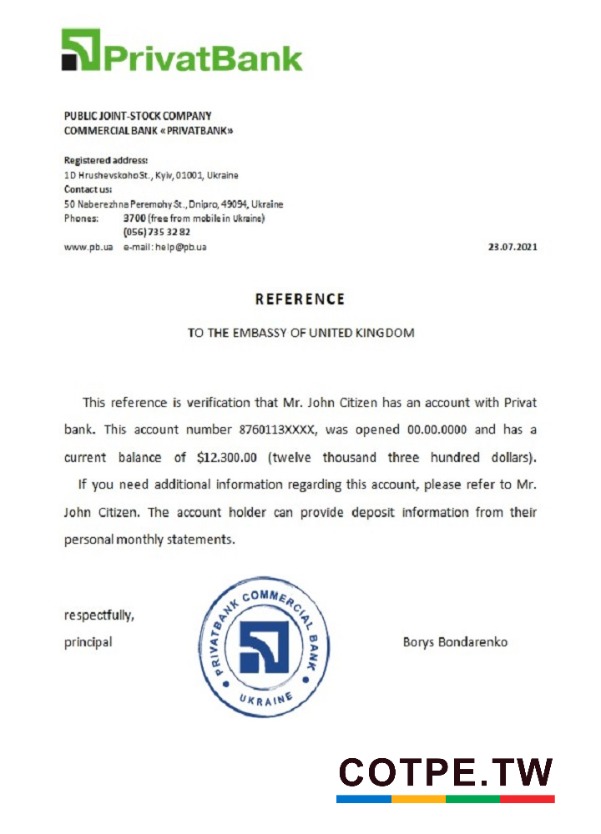 PrivatBank
PUBLIC JOINT-STOCK COMPANY
COMMERCIAL BANK «PRIVATBANK»
Registered address:
1D Hrushevskoho St., Kyiv, 01001, Ukraine
Contact us:
50 Naberezhna Peremohy St., Dnipro, 49094, Ukraine
Phones: 3700 (free from mobile in Ukraine)
(056) 735 32 82
www.pb.ua e-mail: help@pb.ua 23.07.2021
REFERENCE
TO THE EMBASSY OF UNITED KINGDOM
This reference is verification that Mr. John Citizen has an account with Privat
bank. This account number 8760113XXXX, was opened 00.00.0000 and has a
current balance of $12.300.00 (twelve thousand three hundred dollars).
If you need additional information regarding this account, please refer to Mr.
John Citizen. The account holder can provide deposit information from their
personal monthly statements.
respectfully,
principal Borys Bondarenko
PRIVATBANK COMMERCIAL BANK
UKRAINE
COTPE.TW